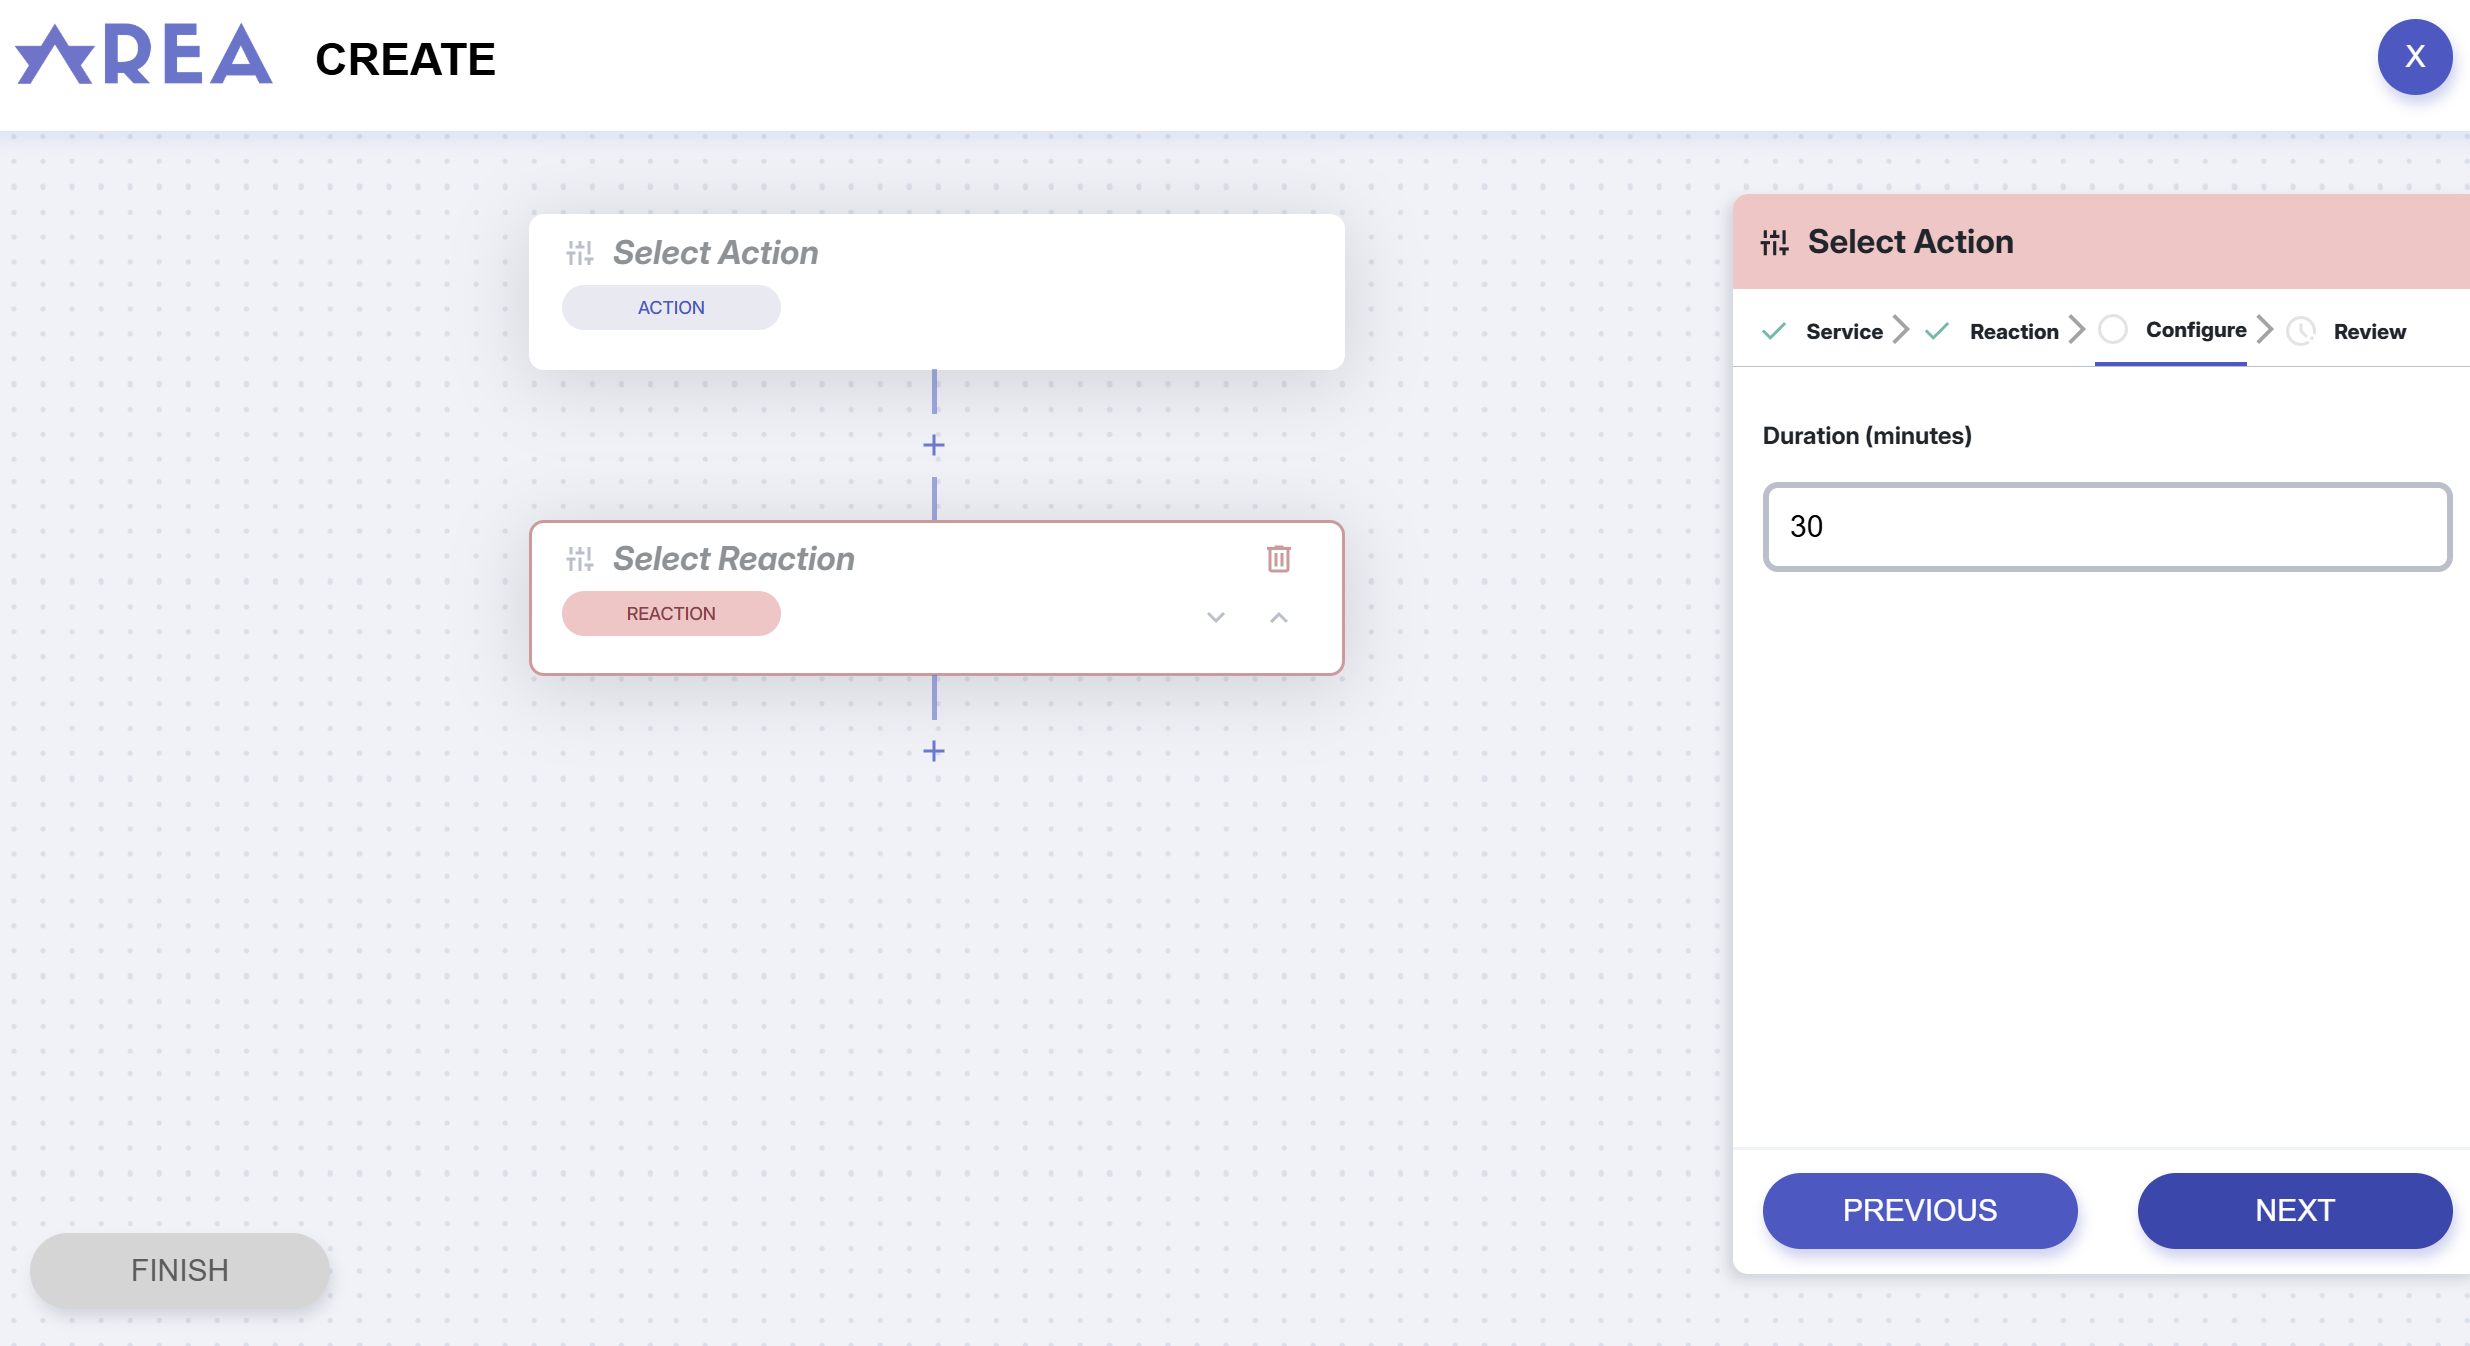 AREA
CREATE
X
Select Action
ACTION
+
Select Reaction
REACTION
+
FINISH
Select Action
Service
Reaction
Configure
Review
Duration (minutes)
30
PREVIOUS
NEXT